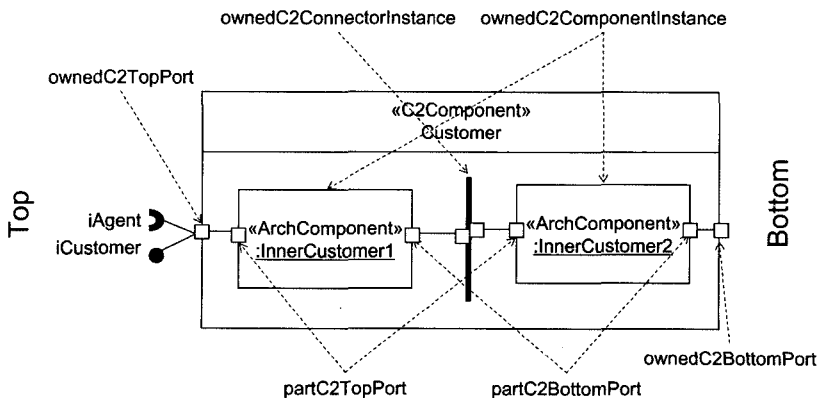 ownedC2ConnectorInstance
ownedC2ComponentInstance
ownedC2TopPort
«C2Component»
Customer
Top
iAgent
iCustomer
«ArchComponent»
:InnerCustomer1
«ArchComponent»
:InnerCustomer2
Bottom
ownedC2BottomPort
partC2TopPort
partC2BottomPort